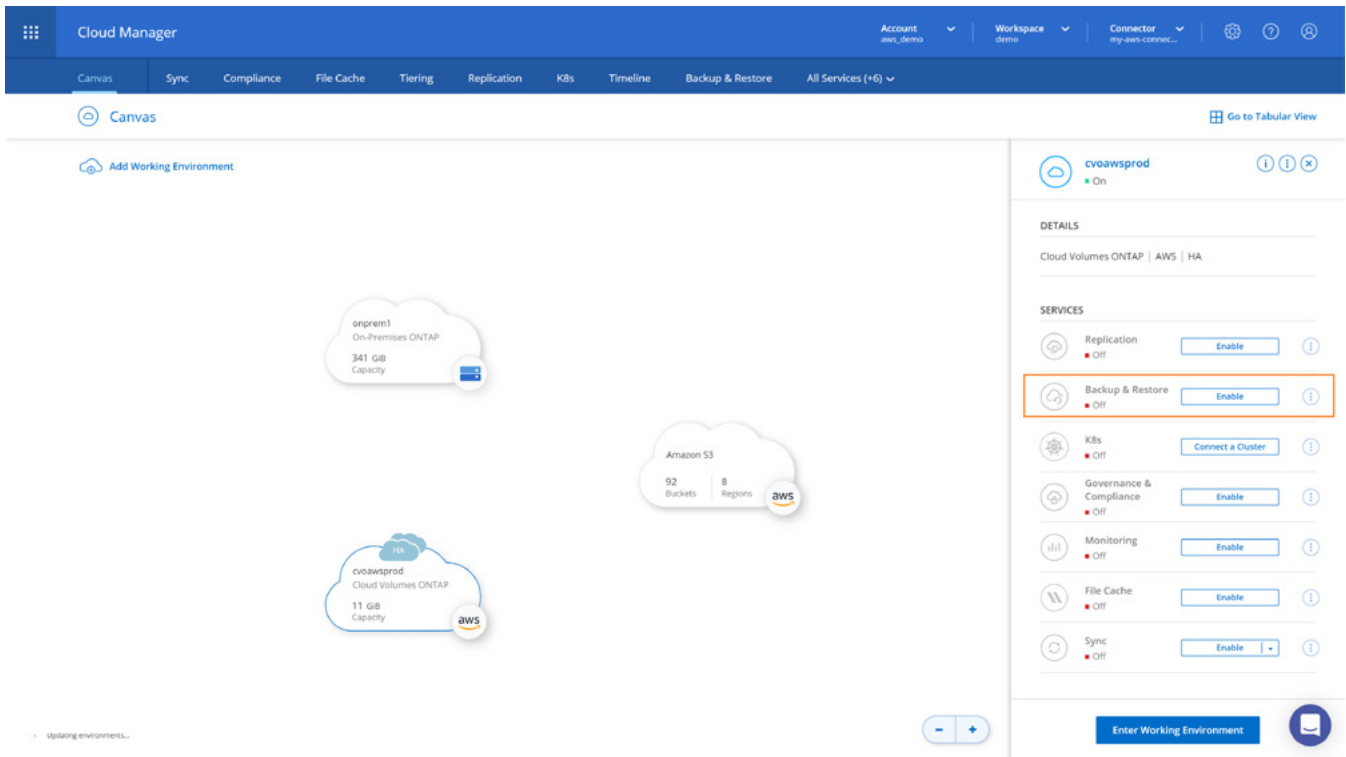 Cloud Manager
Account
aws_demo
Workspace
demo
Connector
my-aws-connec...
Canvas
Sync
Compliance
File Cache
Tiering
Replication
K8s
Timeline
Backup & Restore
All Services (+6)
Canvas
Go to Tabular View
Add Working Environment
onprem1
On-Premises ONTAP
341 GiB
Capacity
Amazon S3
92
Buckets
8
Regions
aws
HA
cvoawsprod
Cloud Volumes ONTAP
11 GiB
Capacity
aws
Updating environments...
- +
cvoawsprod
On
DETAILS
Cloud Volumes ONTAP | AWS | HA
SERVICES
Replication
Off
Enable
Backup & Restore
Off
Enable
K8s
Off
Connect a Cluster
Governance &
Compliance
Off
Enable
Monitoring
Off
Enable
File Cache
Off
Enable
Sync
Off
Enable
Enter Working Environment